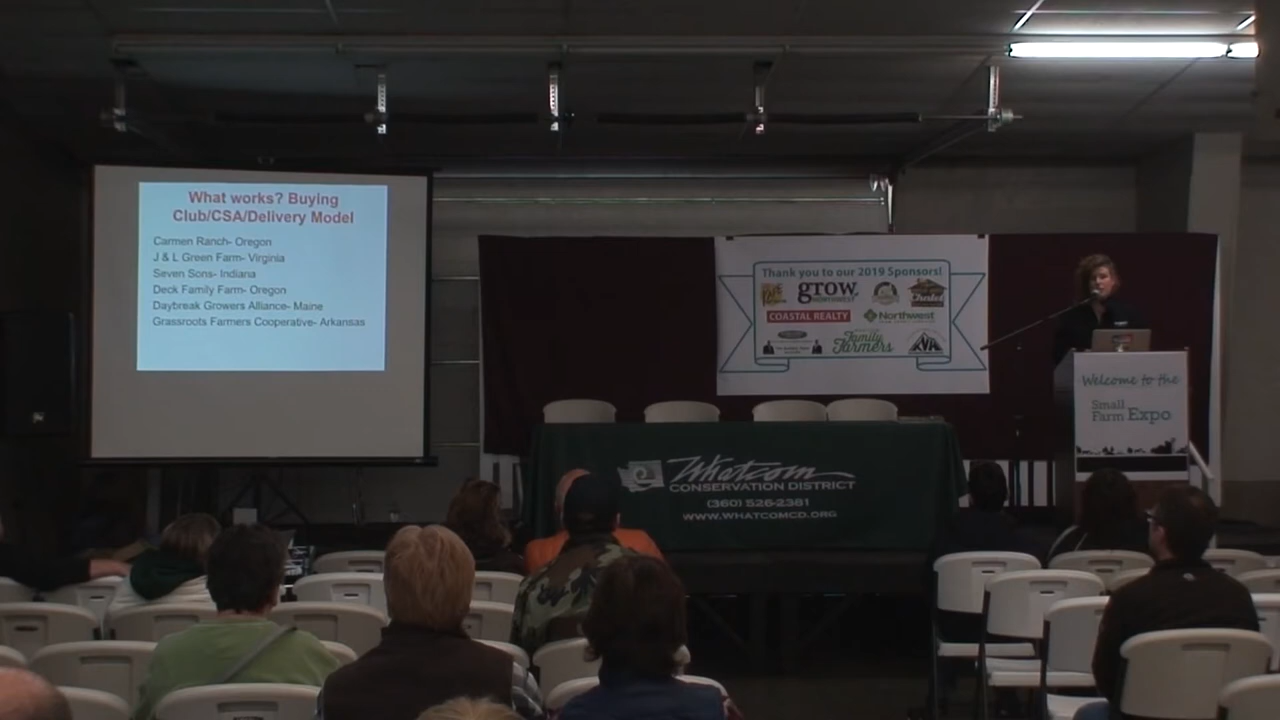 What works? Buying
Club/CSA/Delivery Model
Carmen Ranch- Oregon
J & L Green Farm- Virginia
Seven Sons- Indiana
Deck Family Farm- Oregon
Daybreak Growers Alliance- Maine
Grassroots Farmers Cooperative- Arkansas
Thank you to our 2019 Sponsors!
grow
NORTHWEST
Chalet
COASTAL REALTY
Northwest
Family
Farmers
Welcome to the
Small
Farm Expo
Whatcom
CONSERVATION DISTRICT
(360) 526-2381
WWW.WHATCOMCD.ORG